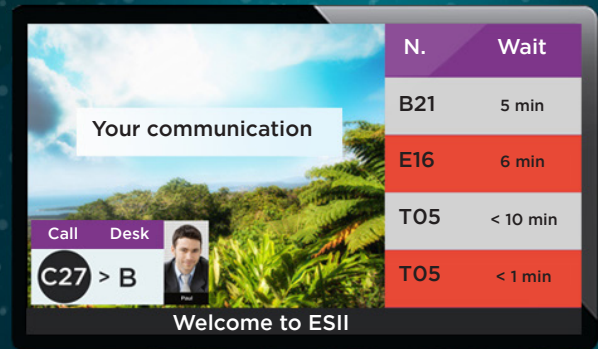 N. Wait
B21 5 min
E16 6 min
T05 < 10 min
T05 < 1 min
Your communication
Call Desk
C27 > B
Paul
Welcome to ESII